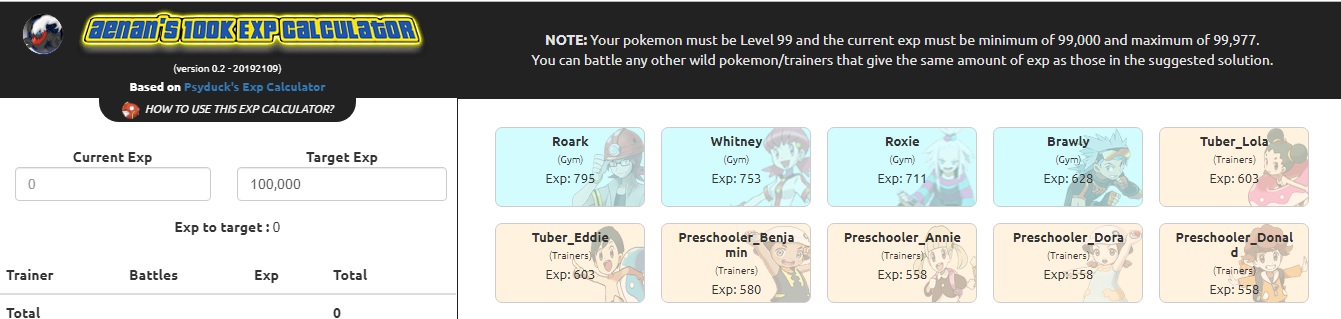 aenan's 100k exp calculator
(version 0.2 - 20192109)
Based on Psyduck's Exp Calculator
HOW TO USE THIS EXP CALCULATOR?
NOTE: Your pokemon must be Level 99 and the current exp must be minimum of 99,000 and maximum of 99,977.
You can battle any other wild pokemon/trainers that give the same amount of exp as those in the suggested solution.
Current Exp
Target Exp
0
100,000
Exp to target : 0
Trainer Battles Exp Total
Total 0
Roark
(Gym)
Exp: 795
Whitney
(Gym)
Exp: 753
Roxie
(Gym)
Exp: 711
Brawly
(Gym)
Exp: 628
Tuber_Lola
(Trainers)
Exp: 603
Tuber_Eddie
(Trainers)
Exp: 603
Preschooler_Benja
min
(Trainers)
Exp: 580
Preschooler_Annie
(Trainers)
Exp: 558
Preschooler_Dora
(Trainers)
Exp: 558
Preschooler_Donal
d
(Trainers)
Exp: 558